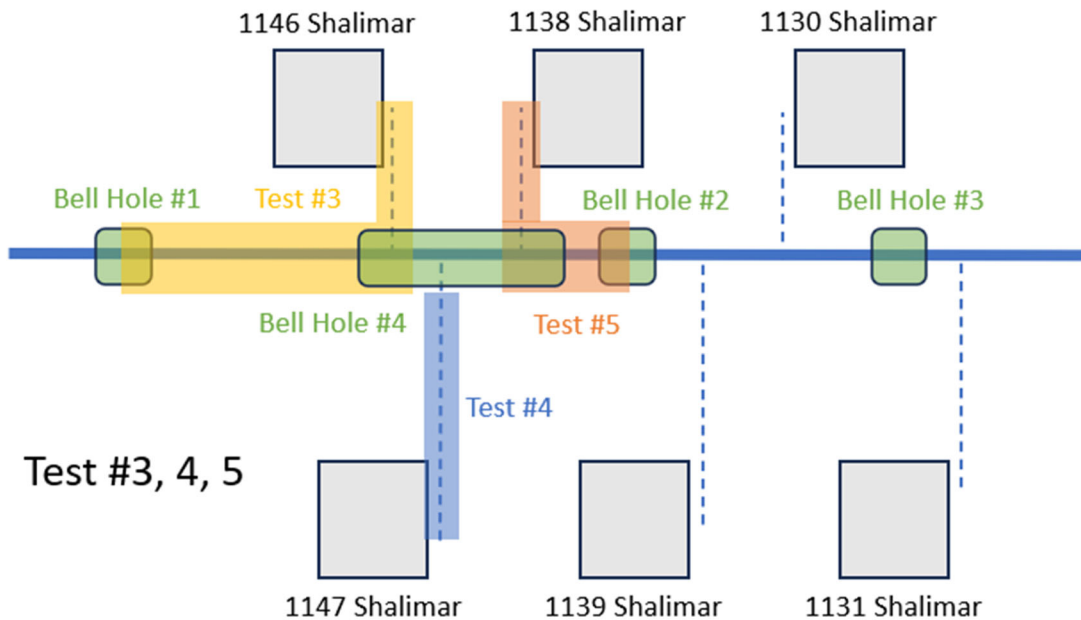 1146 Shalimar
1138 Shalimar
1130 Shalimar
Bell Hole #1
Test #3
Bell Hole #2
Bell Hole #3
Bell Hole #4
Test #5
Test #4
Test #3, 4, 5
1147 Shalimar
1139 Shalimar
1131 Shalimar